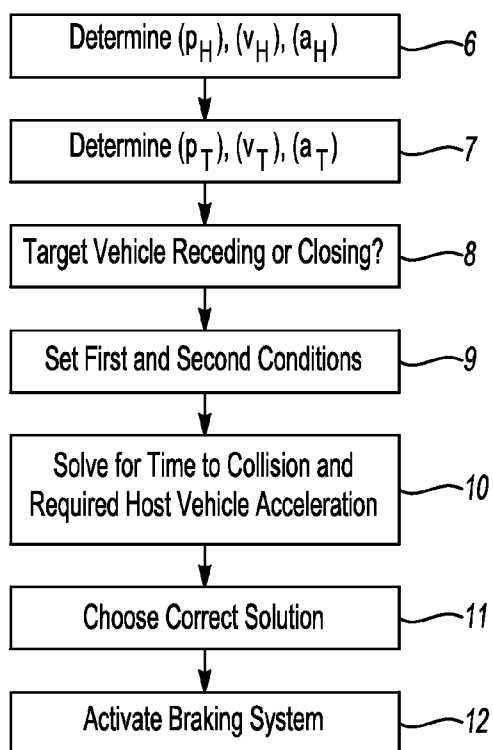 Determine (p_H), (v_H), (a_H)
6
Determine (p_T), (v_T), (a_T)
7
Target Vehicle Receding or Closing?
8
Set First and Second Conditions
9
Solve for Time to Collision and
Required Host Vehicle Acceleration
10
Choose Correct Solution
11
Activate Braking System
12